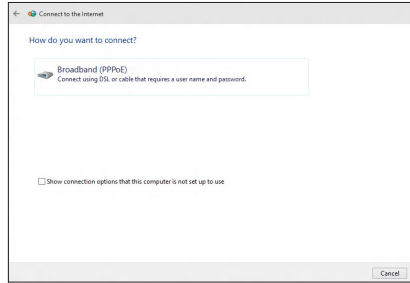 Connect to the Internet
How do you want to connect?
Broadband (PPPoE)
Connect using DSL or cable that requires a user name and password.
Show connection options that this computer is not set up to use
Cancel